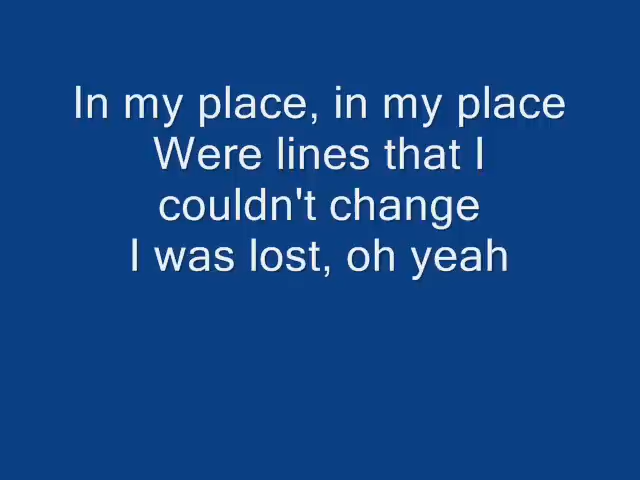 In my place, in my place
Were lines that I
couldn't change
I was lost, oh yeah